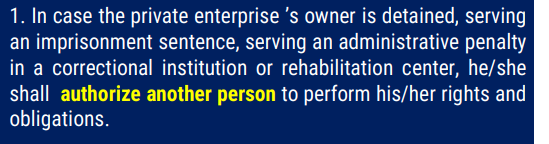 1. In case the private enterprise ’s owner is detained, serving
an imprisonment sentence, serving an administrative penalty
in a correctional institution or rehabilitation center, he/she
shall authorize another person to perform his/her rights and
obligations.